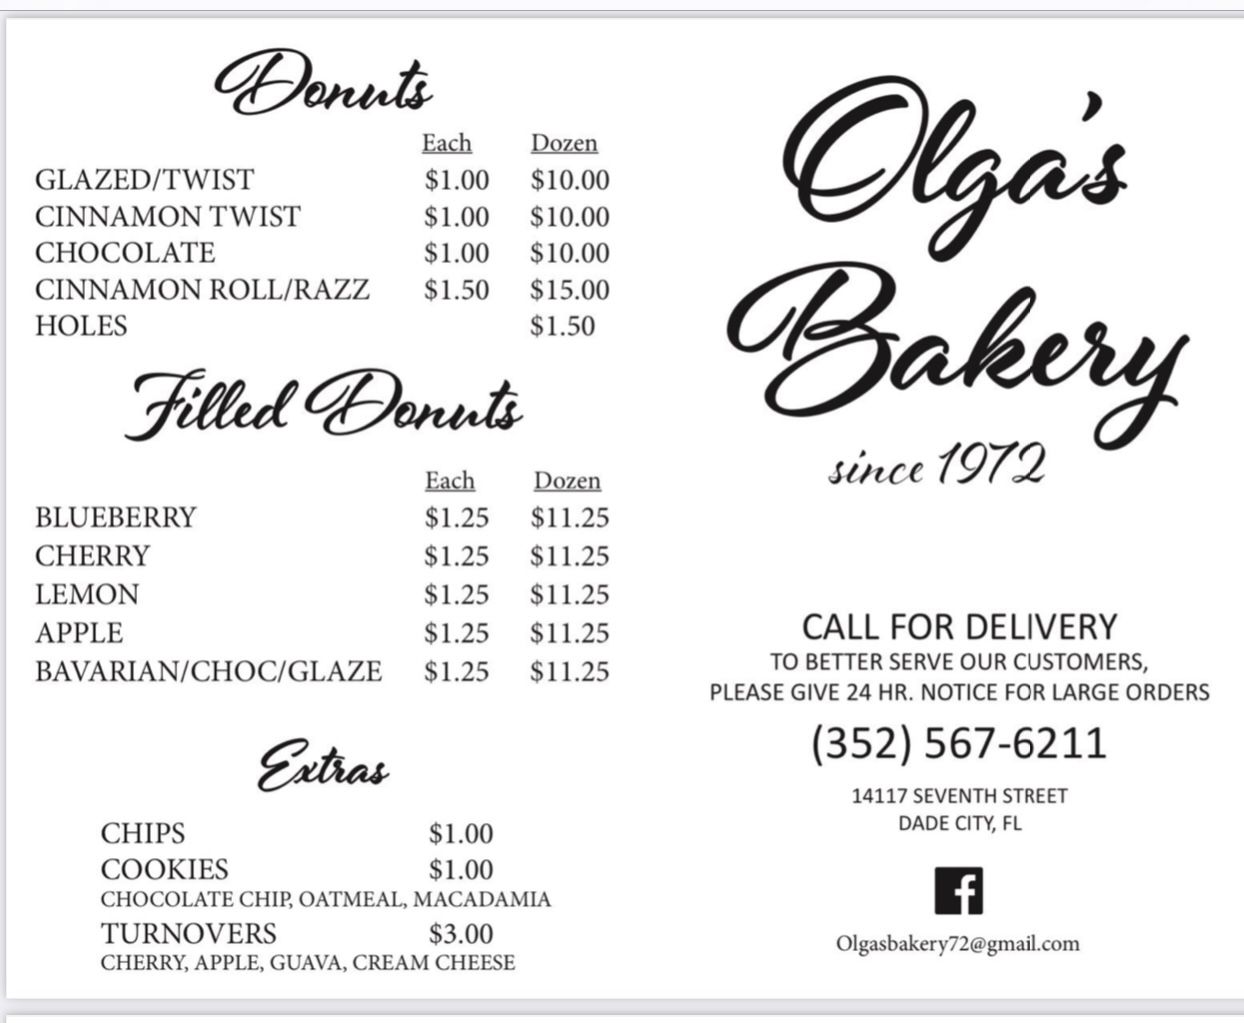 Donuts
Each Dozen
GLAZED/TWIST $1.00 $10.00
CINNAMON TWIST $1.00 $10.00
CHOCOLATE $1.00 $10.00
CINNAMON ROLL/RAZZ $1.50 $15.00
HOLES $1.50
Filled Donuts
Each Dozen
BLUEBERRY $1.25 $11.25
CHERRY $1.25 $11.25
LEMON $1.25 $11.25
APPLE $1.25 $11.25
BAVARIAN/CHOC/GLAZE $1.25 $11.25
Extras
CHIPS $1.00
COOKIES $1.00
CHOCOLATE CHIP, OATMEAL, MACADAMIA
TURNOVERS $3.00
CHERRY, APPLE, GUAVA, CREAM CHEESE
Olga's
Bakery
since 1972
CALL FOR DELIVERY
TO BETTER SERVE OUR CUSTOMERS,
PLEASE GIVE 24 HR. NOTICE FOR LARGE ORDERS
(352) 567-6211
14117 SEVENTH STREET
DADE CITY, FL
f
Olgasbakery72@gmail.com